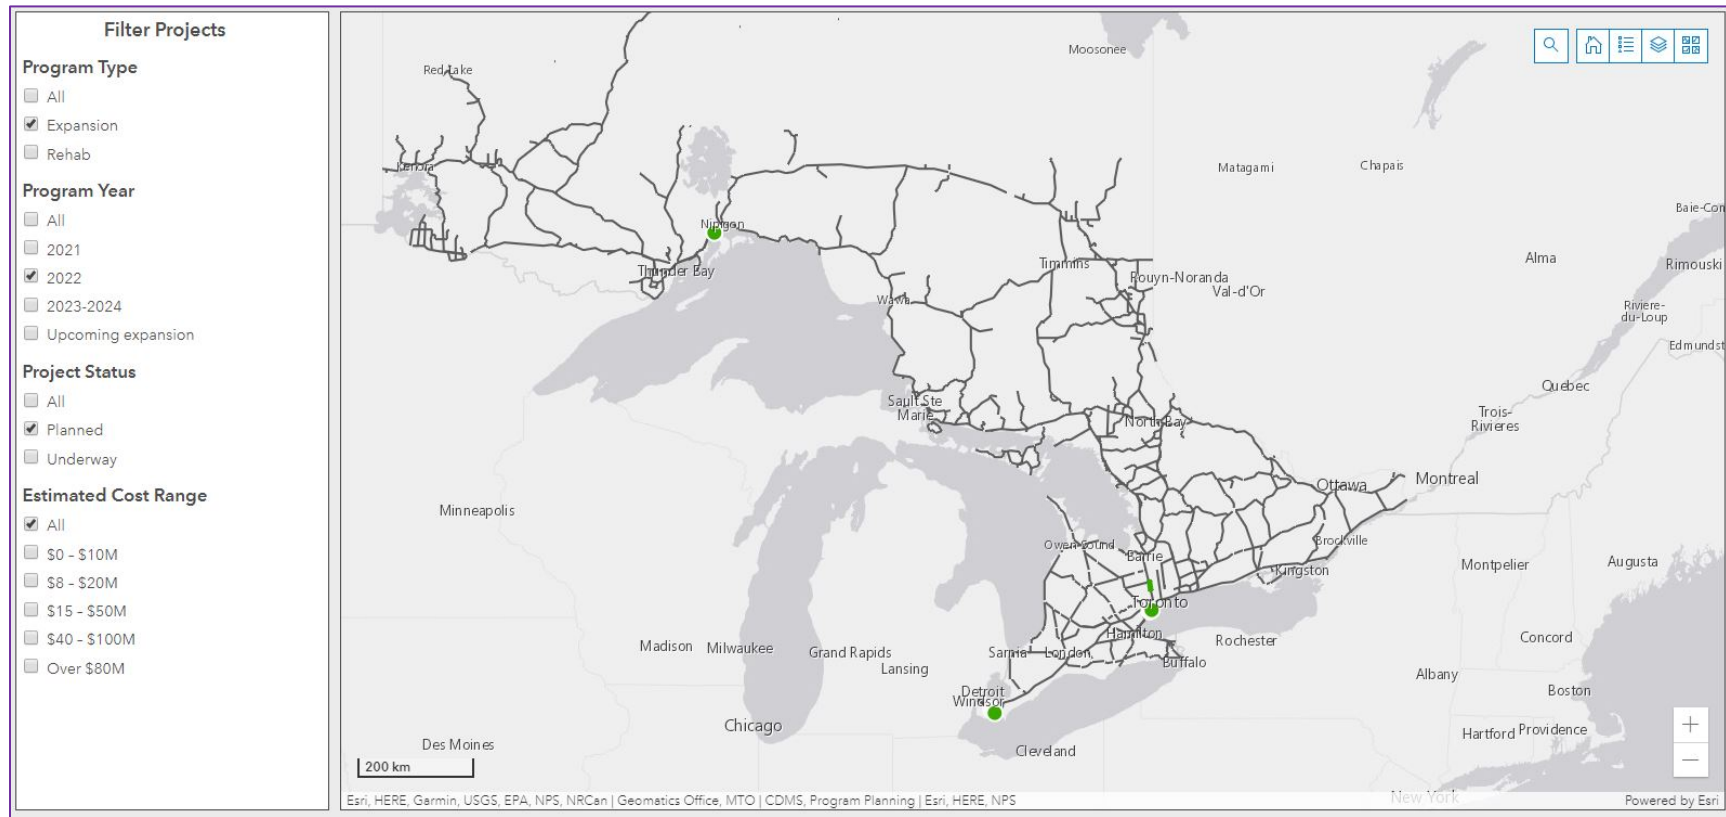 Filter Projects
Program Type
All
Expansion
Rehab
Program Year
All
2021
2022
2023-2024
Upcoming expansion
Project Status
All
Planned
Underway
Estimated Cost Range
All
$0 - $10M
$8 - $20M
$15 - $50M
$40 - $100M
Over $80M
Moosonee
Red Lake
Kenora
Matagami
Chapais
Baie-Com
Nipigon
Thunder Bay
Timmins
Rouyn-Noranda
Val-d'Or
Alma
Rimouski
Wawa
Riviere-
du-Loup
Edmundst
Quebec
Sault Ste
Marie
North Bay
Trois-
Rivieres
Minneapolis
Ottawa
Montreal
Owen Sound
Barrie
Brockville
Kingston
Montpelier
Augusta
Toronto
Hamilton
Rochester
Concord
Madison
Milwaukee
Grand Rapids
Lansing
Sarnia
London
Buffalo
Albany
Boston
Detroit
Windsor
Chicago
Hartford
Providence
Des Moines
Cleveland
200 km
New York
Esri, HERE, Garmin, USGS, EPA, NPS, NRCan | Geomatics Office, MTO | CDMS, Program Planning | Esri, HERE, NPS
Powered by Esri